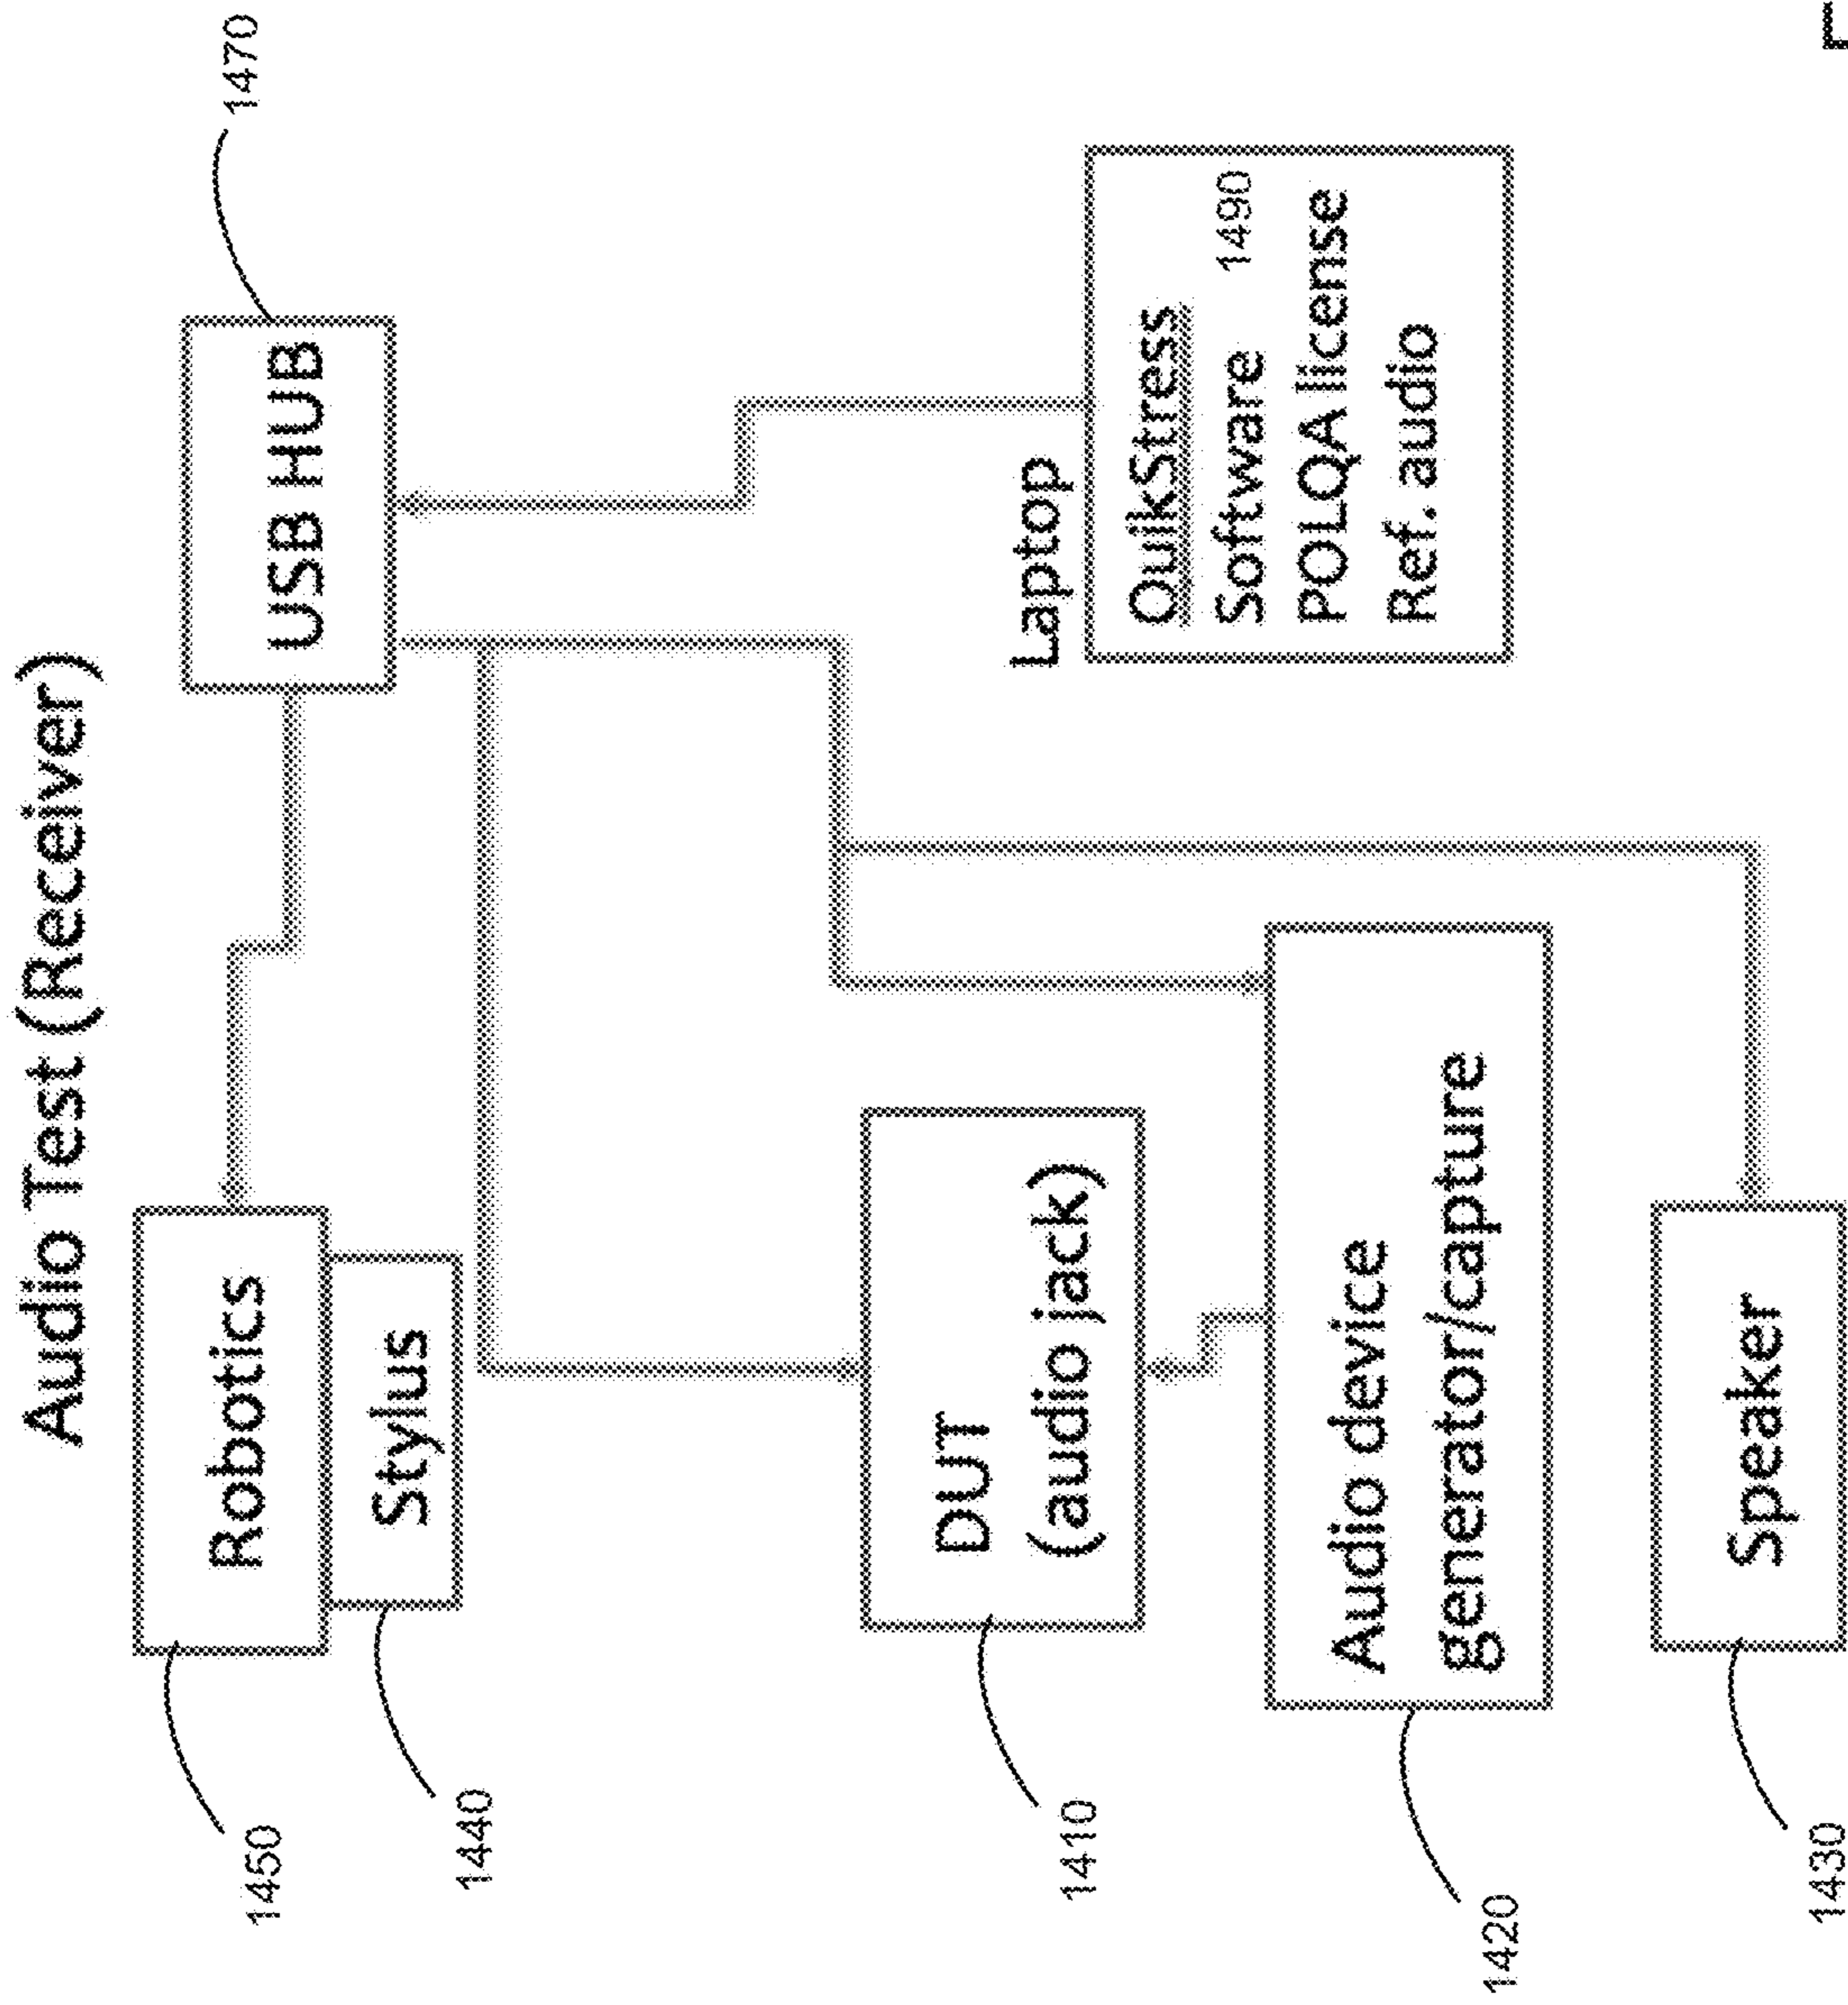 Audio Test (Receiver)
1450
Robotics
1440
Stylus
USB HUB
1470
1410
DUT
(audio jack)
Laptop
QuikStress
Software 1490
POLQA license
Ref. audio
1420
Audio device
generator/capture
1430
Speaker